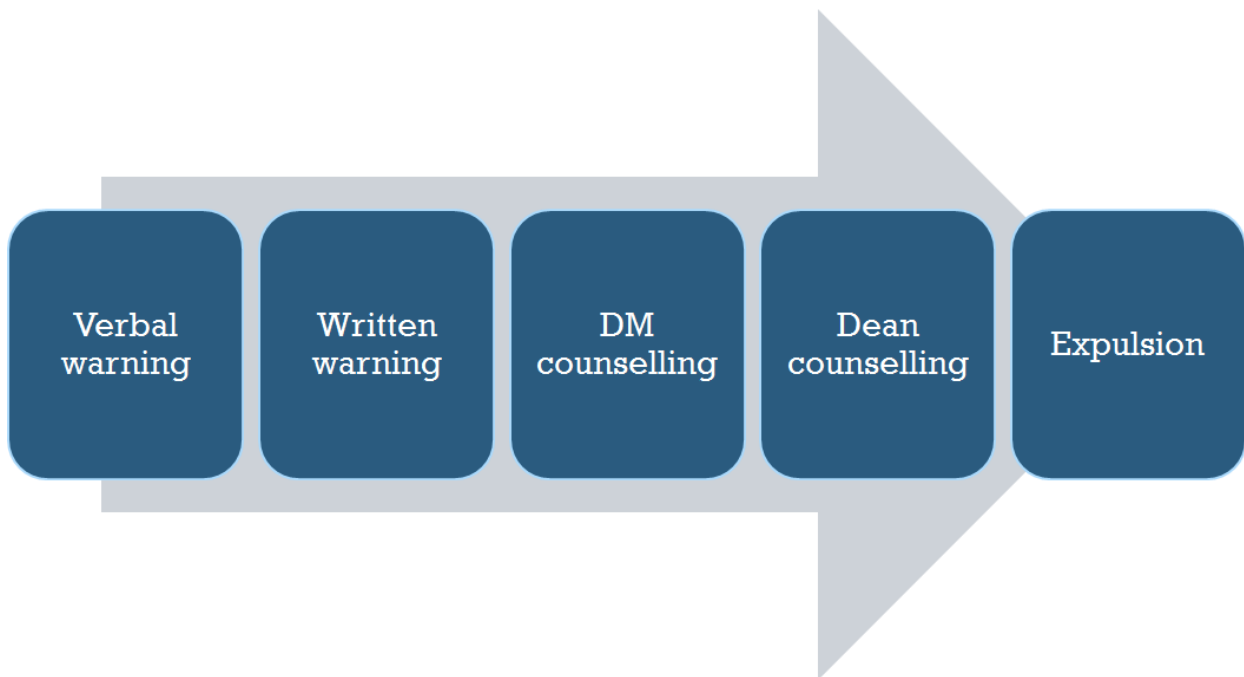 Verbal
warning
Written
warning
DM
counselling
Dean
counselling
Expulsion